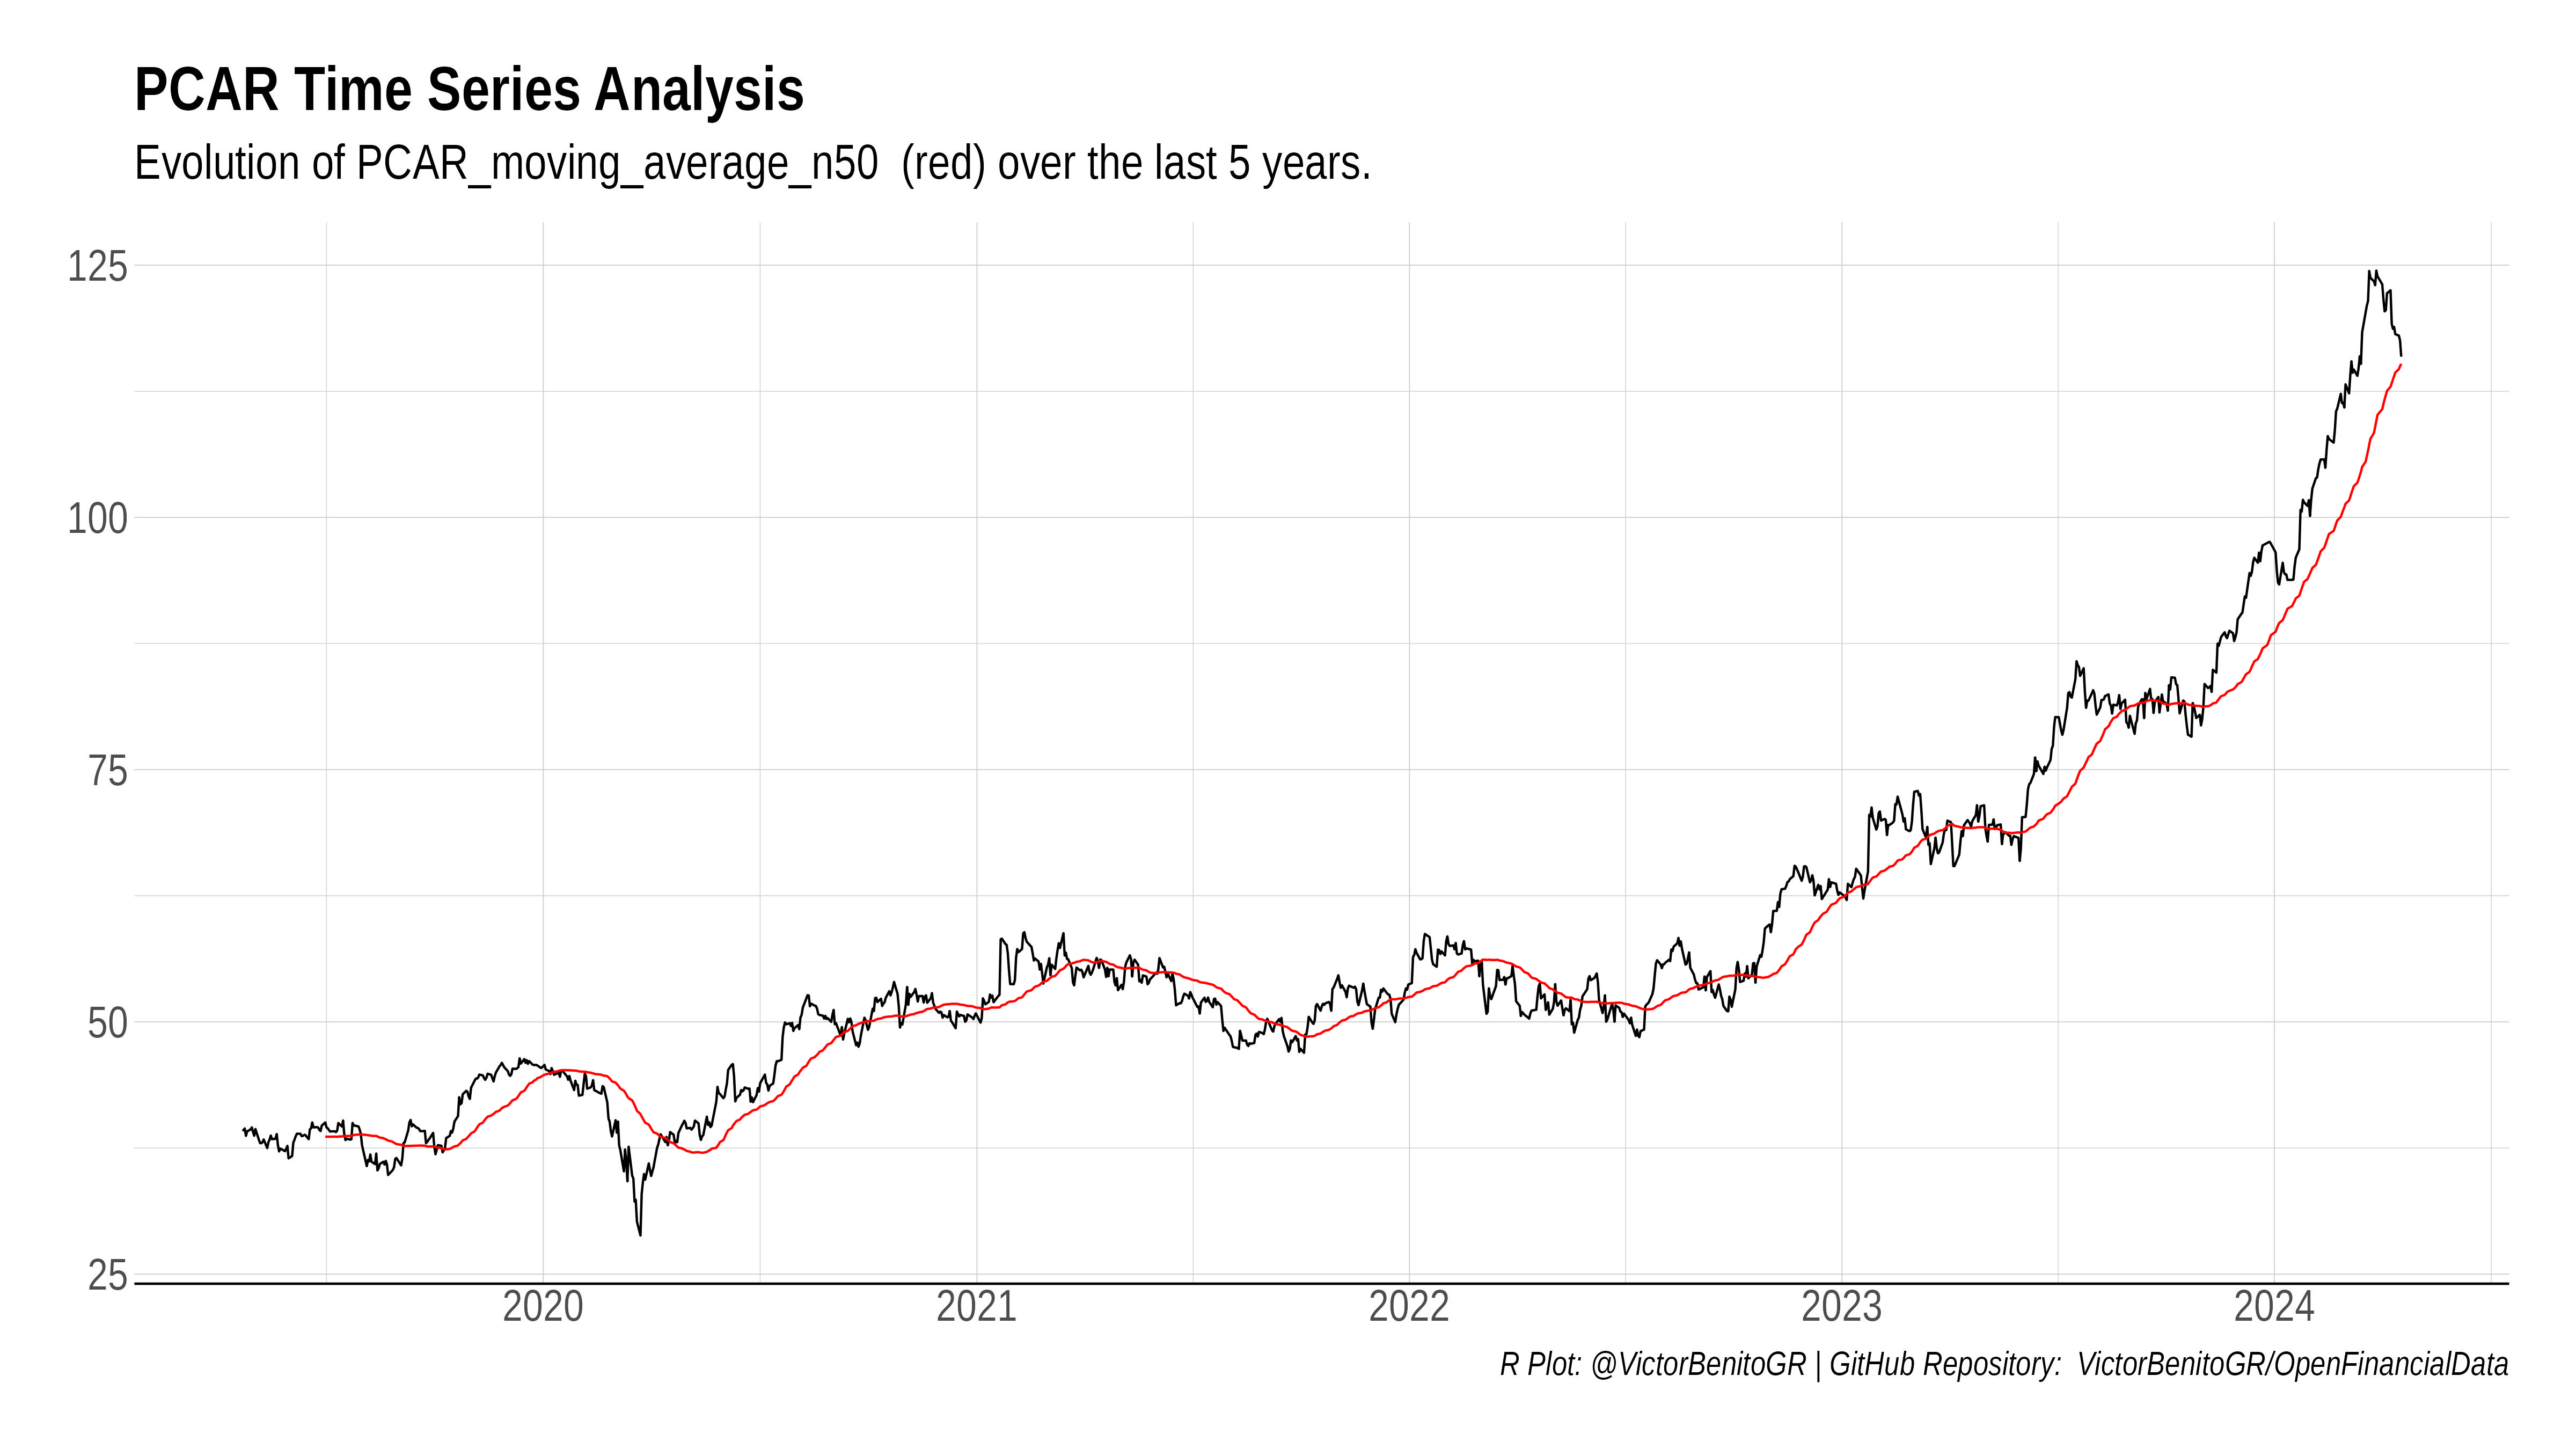 PCAR Time Series Analysis
Evolution of PCAR_moving_average_n50  (red) over the last 5 years.
125
100
75
50
25
2020 2021 2022 2023 2024
R Plot: @VictorBenitoGR | GitHub Repository:  VictorBenitoGR/OpenFinancialData